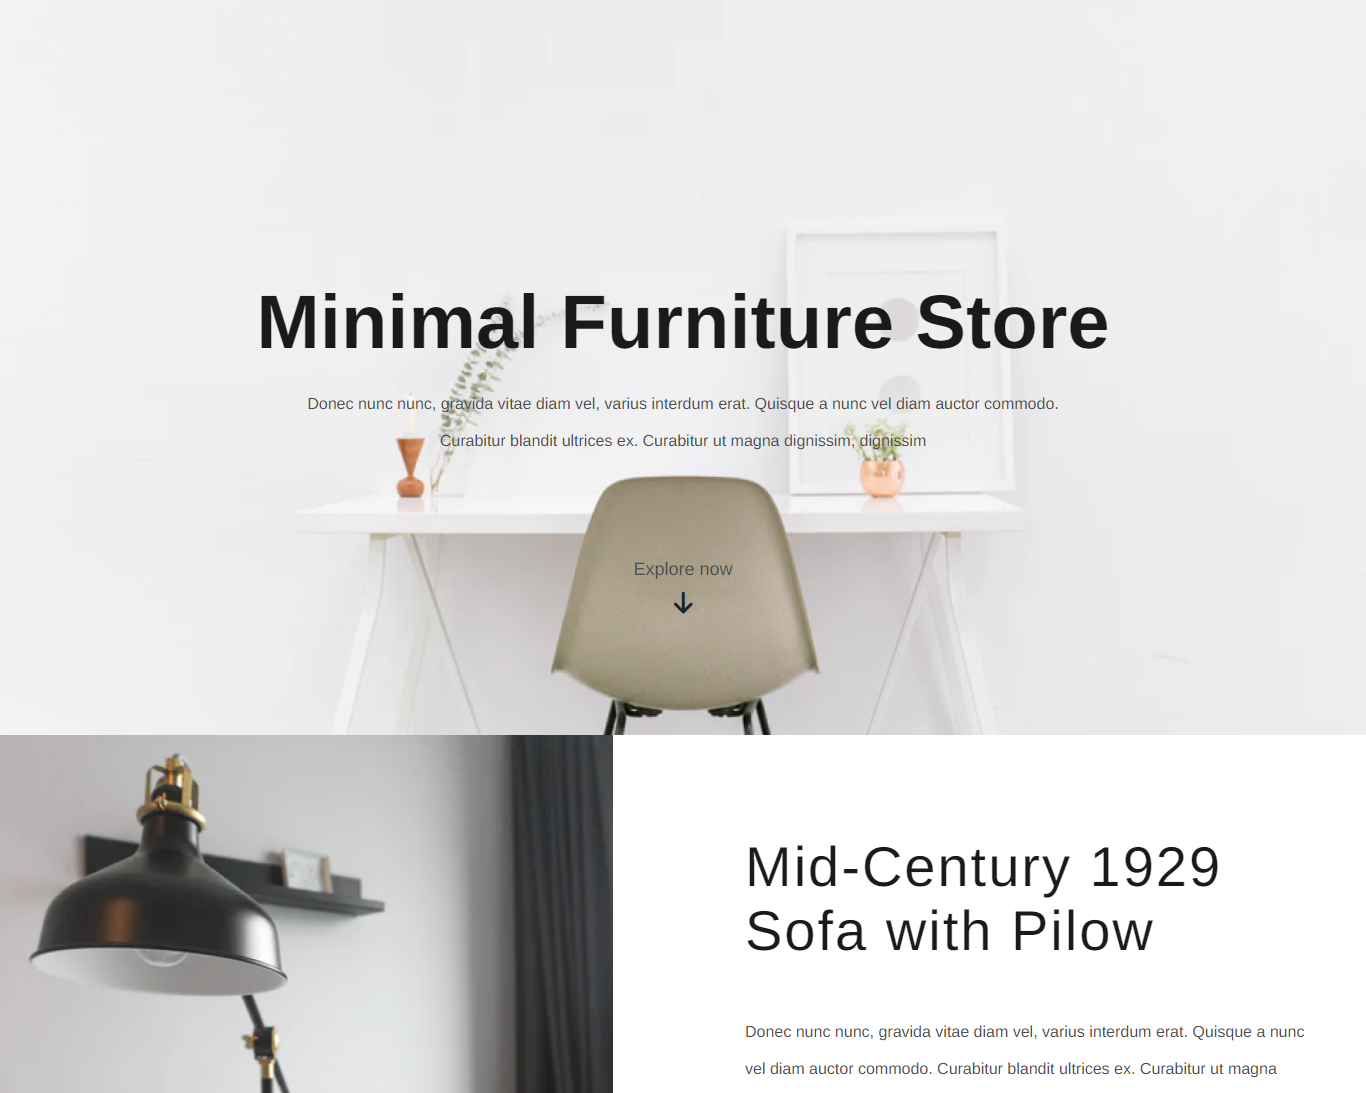 Minimal Furniture Store
Donec nunc nunc, gravida vitae diam vel, varius interdum erat. Quisque a nunc vel diam auctor commodo.
Curabitur blandit ultrices ex. Curabitur ut magna dignissim, dignissim
Explore now
Mid-Century 1929
Sofa with Pilow
Donec nunc nunc, gravida vitae diam vel, varius interdum erat. Quisque a nunc
vel diam auctor commodo. Curabitur blandit ultrices ex. Curabitur ut magna